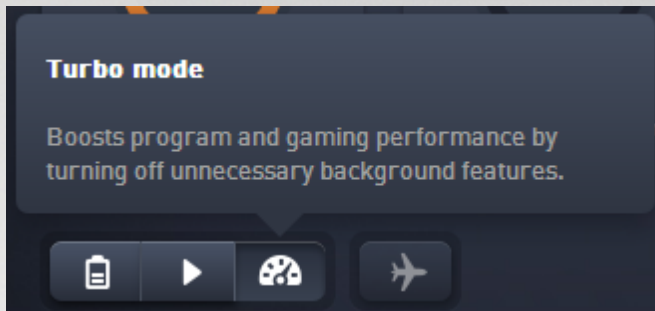 Turbo mode
Boosts program and gaming performance by
turning off unnecessary background features.